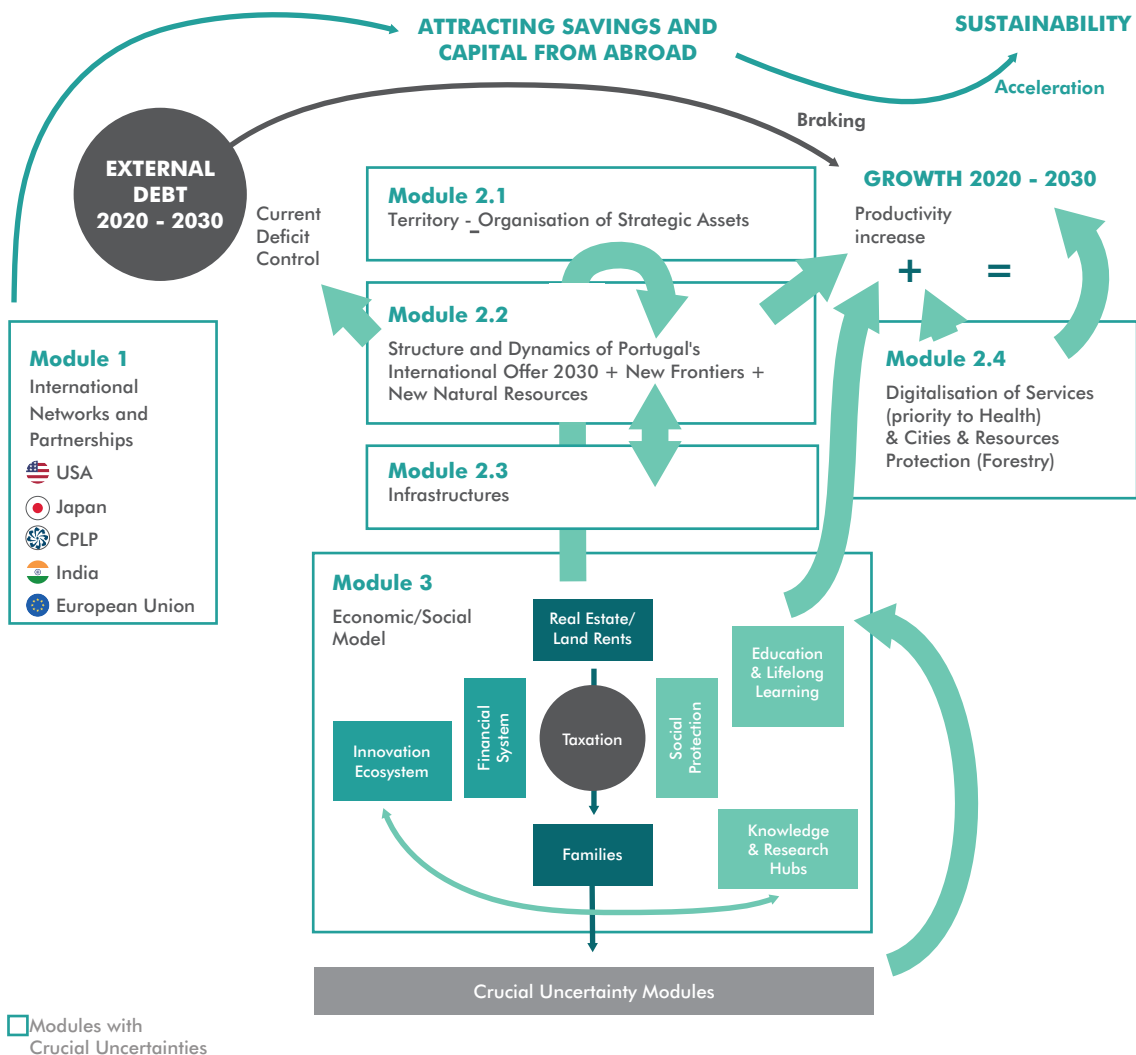 ATTRACTING SAVINGS AND
CAPITAL FROM ABROAD
SUSTAINABILITY
Acceleration
Braking
EXTERNAL
DEBT
2020 - 2030
Current
Deficit
Control
Module 2.1
Territory -_Organisation of Strategic Assets
GROWTH 2020 - 2030
Productivity
increase
+ =
Module 1
International
Networks and
Partnerships
USA
Japan
CPLP
India
European Union
Module 2.2
Structure and Dynamics of Portugal's
International Offer 2030 + New Frontiers +
New Natural Resources
Module 2.4
Digitalisation of Services
(priority to Health)
& Cities & Resources
Protection (Forestry)
Module 2.3
Infrastructures
Module 3
Economic/Social
Model
Real Estate/
Land Rents
Education
& Lifelong
Learning
Financial
System
Taxation
Social
Protection
Innovation
Ecosystem
Families
Knowledge
& Research
Hubs
Crucial Uncertainty Modules
Modules with
Crucial Uncertainties